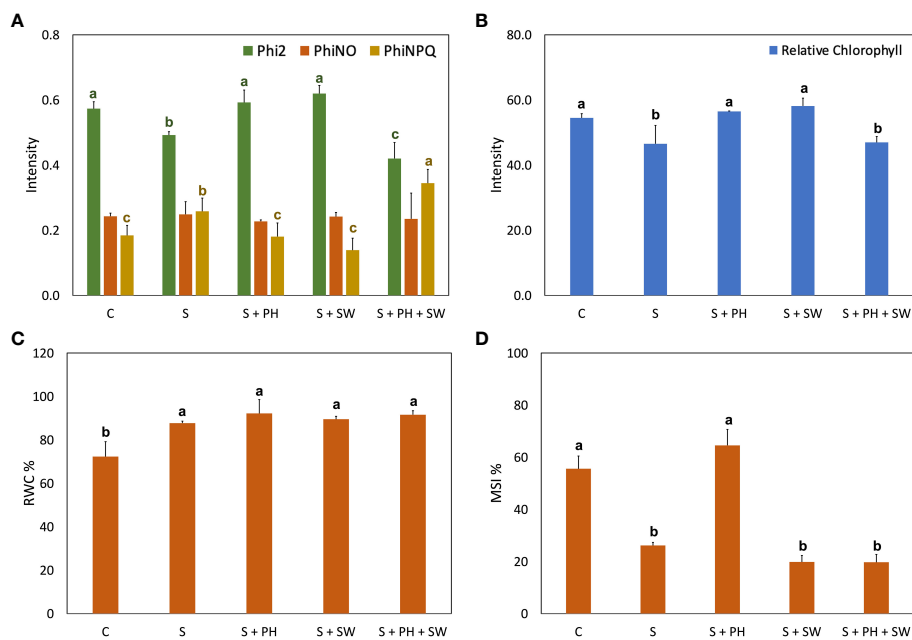 A
0.8
0.6
0.4
0.2
0.0
Intensity
Phi2 PhiNO PhiNPQ
a
b
a
a
c
c
b
c
c
a
C S S + PH S + SW S + PH + SW
B
80.0
60.0
40.0
20.0
0.0
Intensity
Relative Chlorophyll
a
b
a
a
b
C S S + PH S + SW S + PH + SW
C
120
100
80
60
40
20
0
RWC %
b
a
a
a
a
C S S + PH S + SW S + PH + SW
D
100
80
60
40
20
0
MSI %
a
b
a
b
b
C S S + PH S + SW S + PH + SW